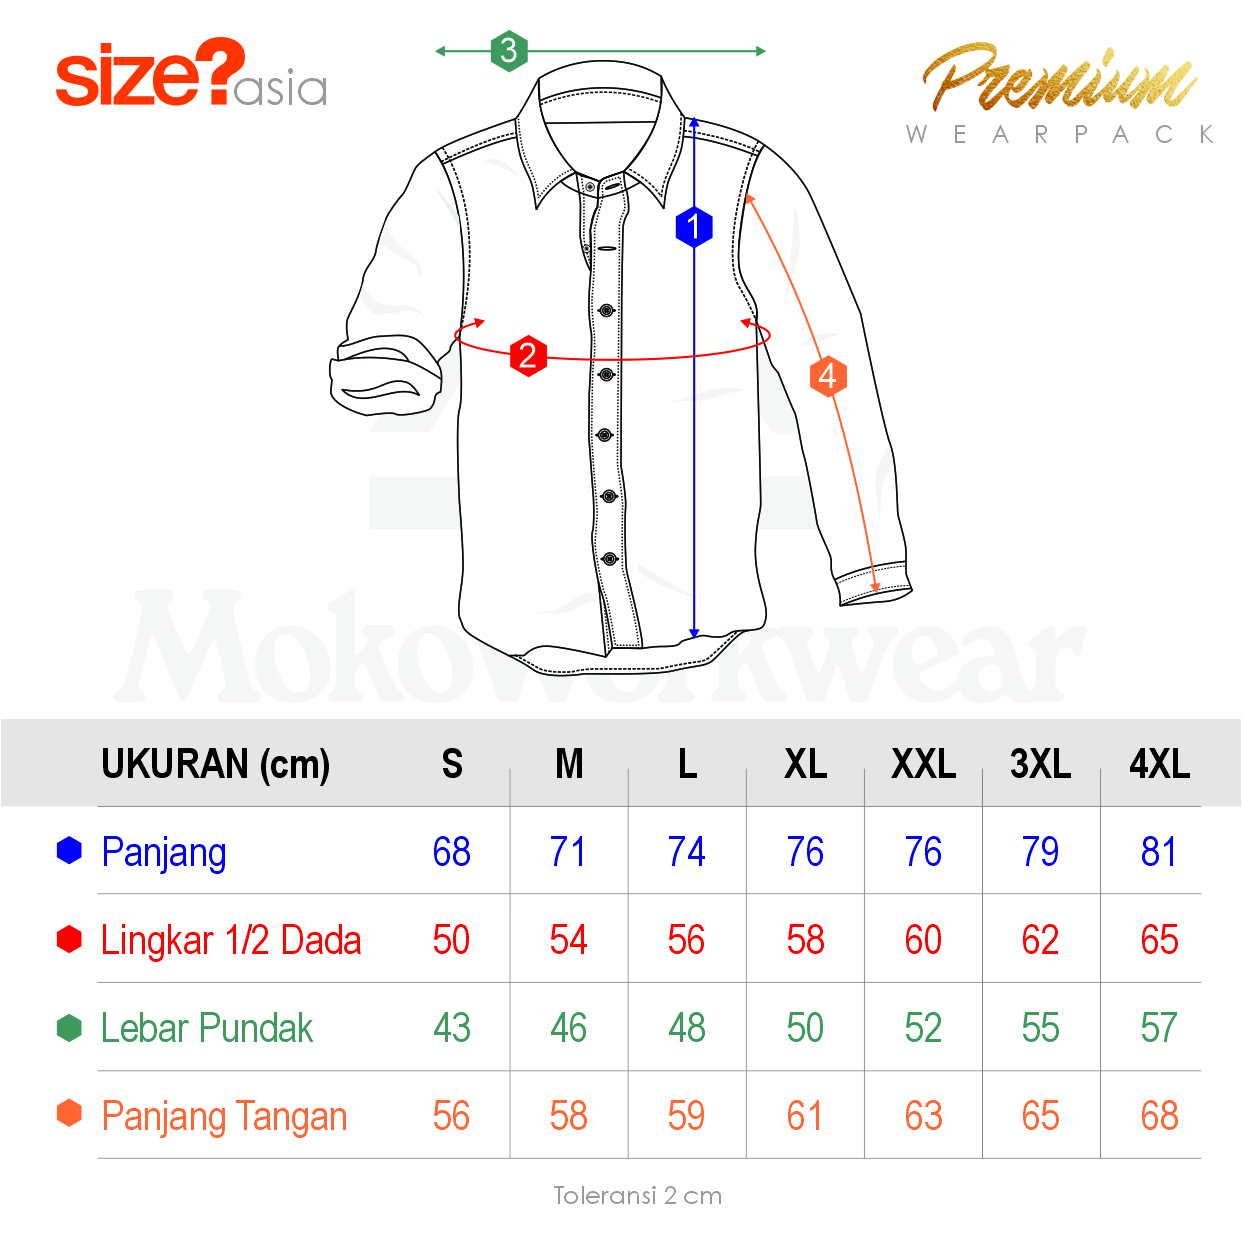 size?asia
Premium
WEARPACK
3
1
2
4
MokoWorkwear
UKURAN (cm) S M L XL XXL 3XL 4XL
Panjang 68 71 74 76 76 79 81
Lingkar 1/2 Dada 50 54 56 58 60 62 65
Lebar Pundak 43 46 48 50 52 55 57
Panjang Tangan 56 58 59 61 63 65 68
Toleransi 2 cm